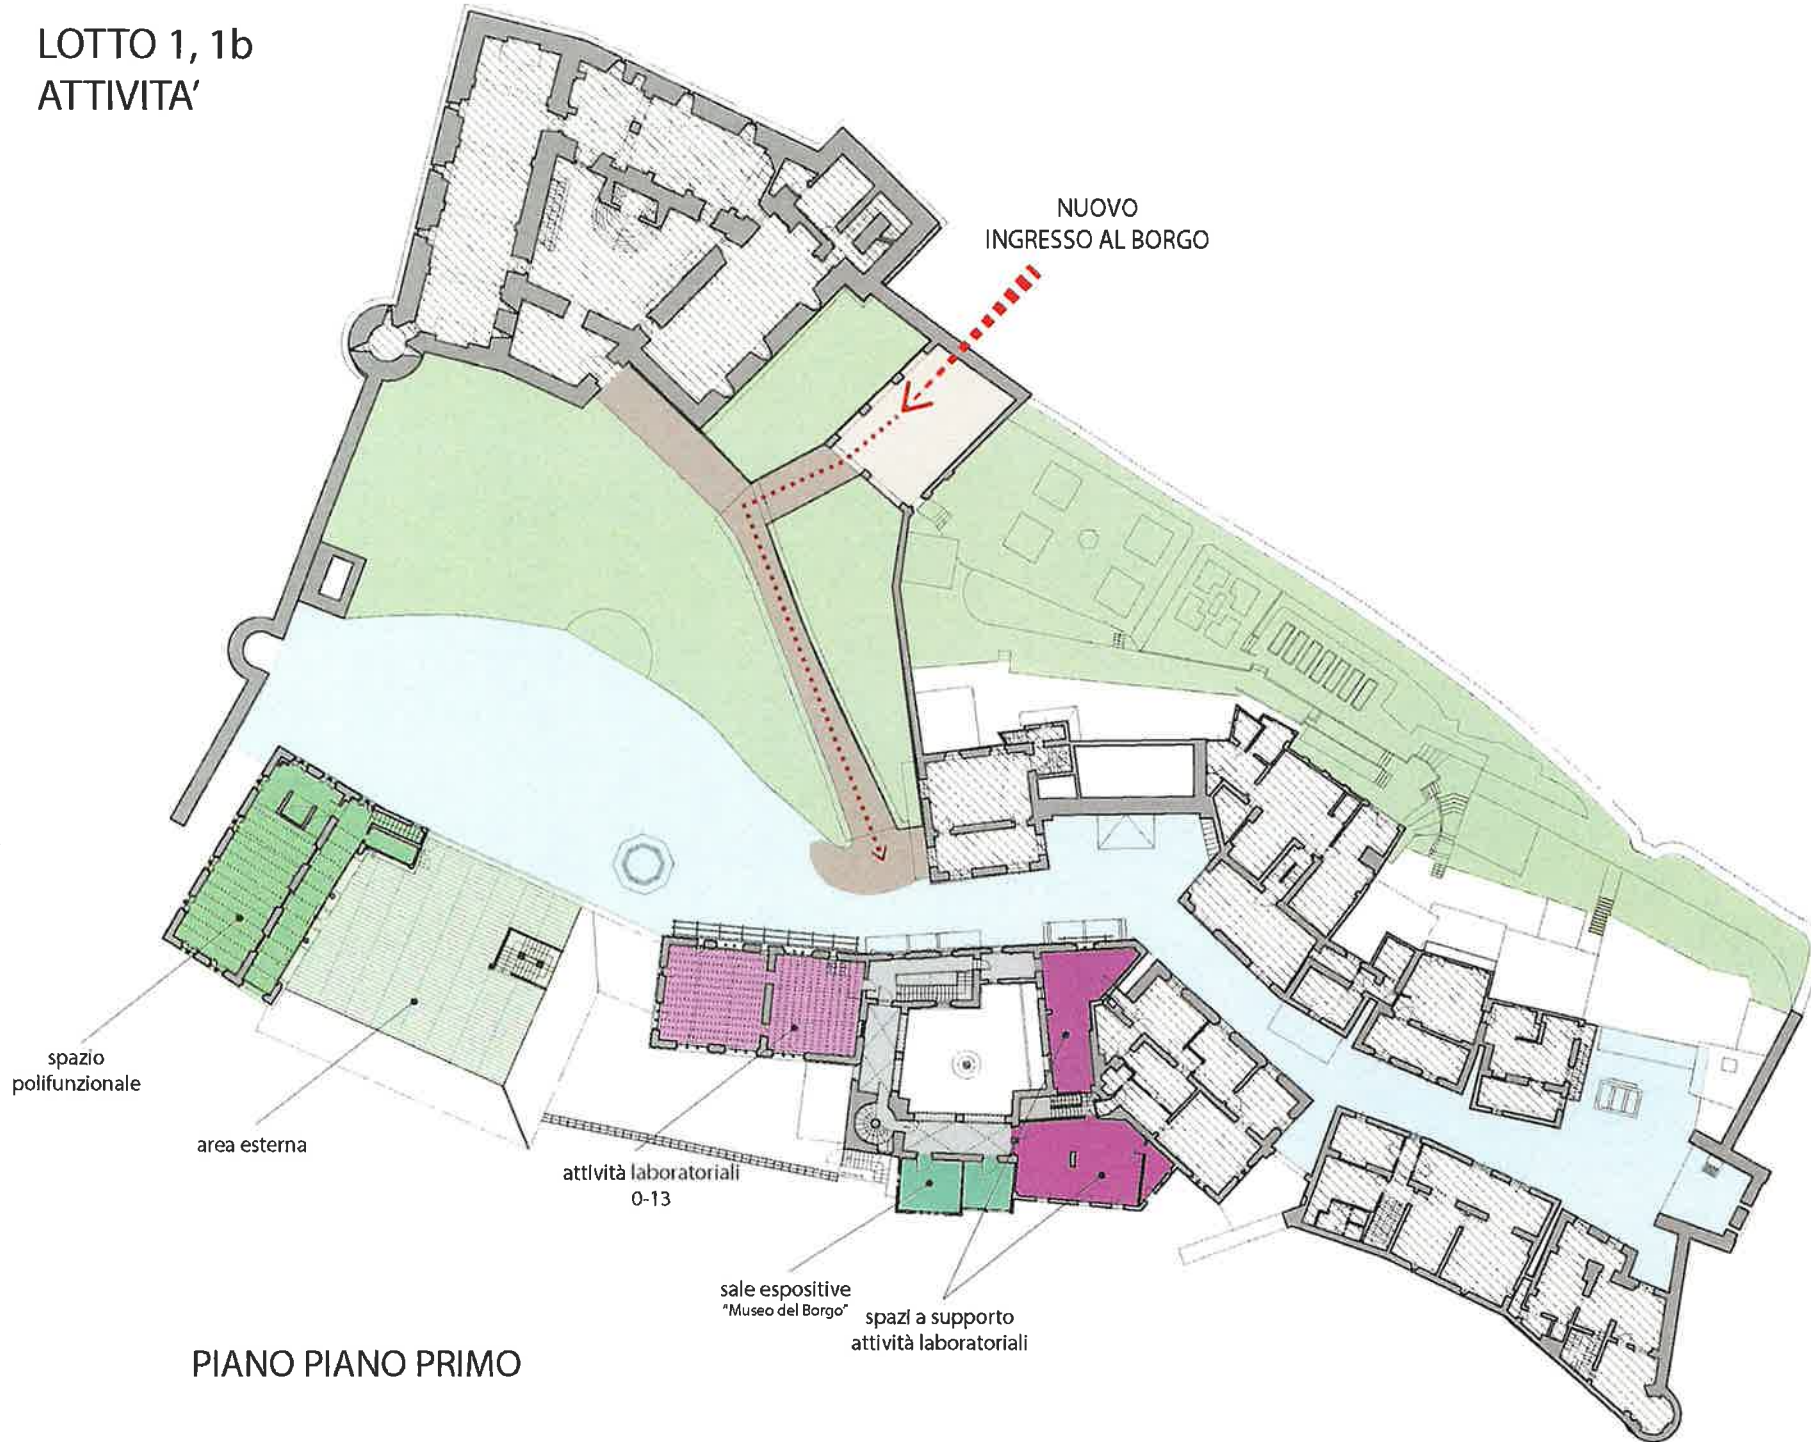 LOTTO 1, 1b
ATTIVITA’
NUOVO
INGRESSO AL BORGO
spazio
polifunzionale
area esterna
attività laboratoriali
0-13
sale espositive
"Museo del Borgo"
spazi a supporto
attività laboratoriali
PIANO PIANO PRIMO